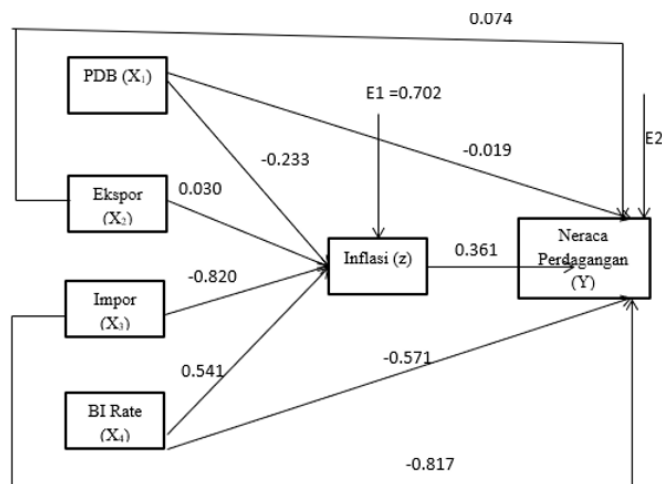 0.074
PDB (X₁)
E1 =0.702
-0.233
-0.019
E2
Ekspor
(X₂)
0.030
Inflasi (z)
0.361
Neraca
Perdagangan
(Y)
Impor
(X₃)
-0.820
0.541
-0.571
BI Rate
(X₄)
-0.817